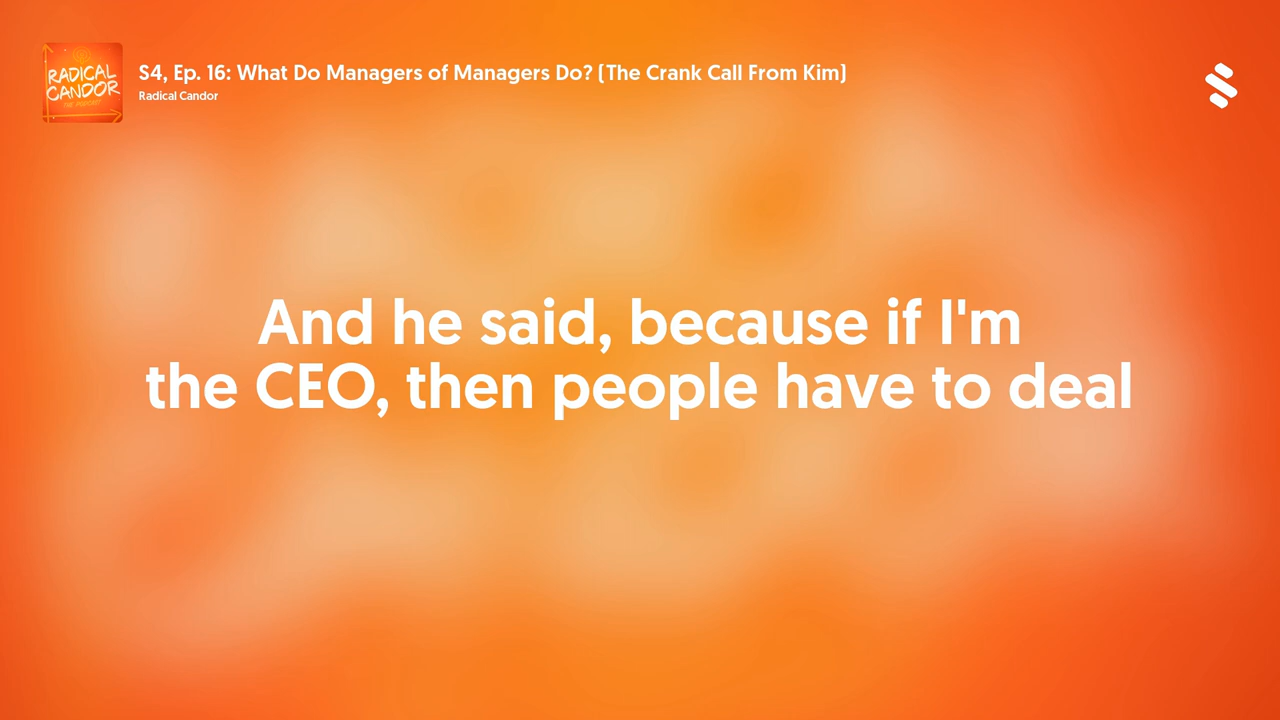 RADICAL
CANDOR
S4, Ep. 16: What Do Managers of Managers Do? (The Crank Call From Kim)
Radical Candor
And he said, because if I'm
the CEO, then people have to deal